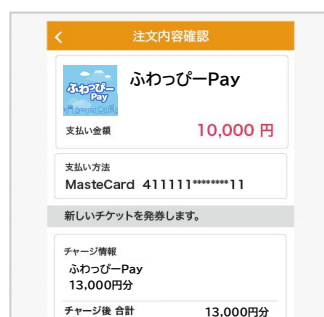 注文内容確認
ふわっぴー
Pay
ふわっぴーPay
支払い金額
10,000 円
支払い方法
MasteCard 411111********11
新しいチケットを発券します。
チャージ情報
ふわっぴーPay
13,000円分
チャージ後 合計 13,000円分